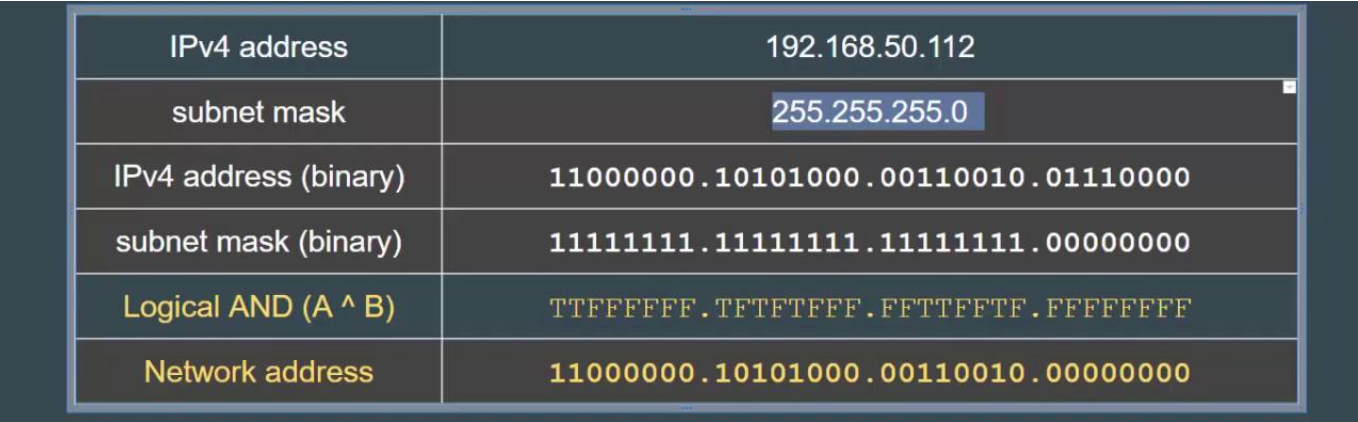 IPv4 address 192.168.50.112
subnet mask 255.255.255.0
IPv4 address (binary) 11000000.10101000.00110010.01110000
subnet mask (binary) 11111111.11111111.11111111.00000000
Logical AND (A ^ B) TTFFFFFF.TFTFTFFF.FFTTFFTF.FFFFFFFF
Network address 11000000.10101000.00110010.00000000